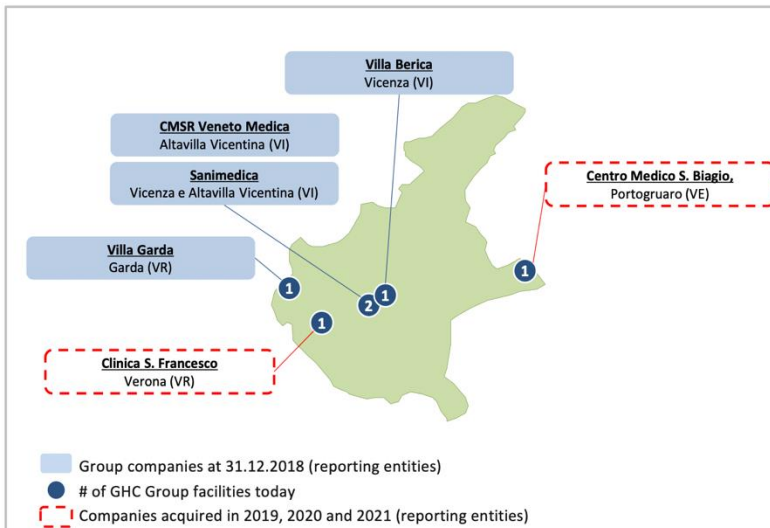 Villa Berica
Vicenza (VI)
CMSR Veneto Medica
Altavilla Vicentina (VI)
Sanimedica
Vicenza e Altavilla Vicentina (VI)
Centro Medico S. Biagio,
Portogruaro (VE)
Villa Garda
Garda (VR)
1
1
2
1
1
Clinica S. Francesco
Verona (VR)
Group companies at 31.12.2018 (reporting entities)
# of GHC Group facilities today
Companies acquired in 2019, 2020 and 2021 (reporting entities)